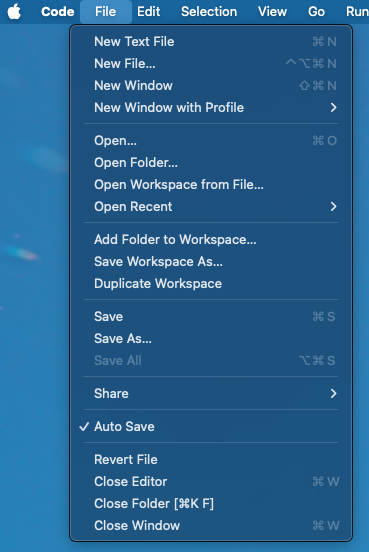 Code File Edit Selection View Go Run
New Text File ⌘ N
New File... ⌃⌥⌘ N
New Window ⇧⌘ N
New Window with Profile
Open... ⌘ O
Open Folder...
Open Workspace from File...
Open Recent
Add Folder to Workspace...
Save Workspace As...
Duplicate Workspace
Save ⌘ S
Save As...
Save All ⌥⌘ S
Share
✓ Auto Save
Revert File
Close Editor ⌘ W
Close Folder [⌘K F]
Close Window ⌘ W